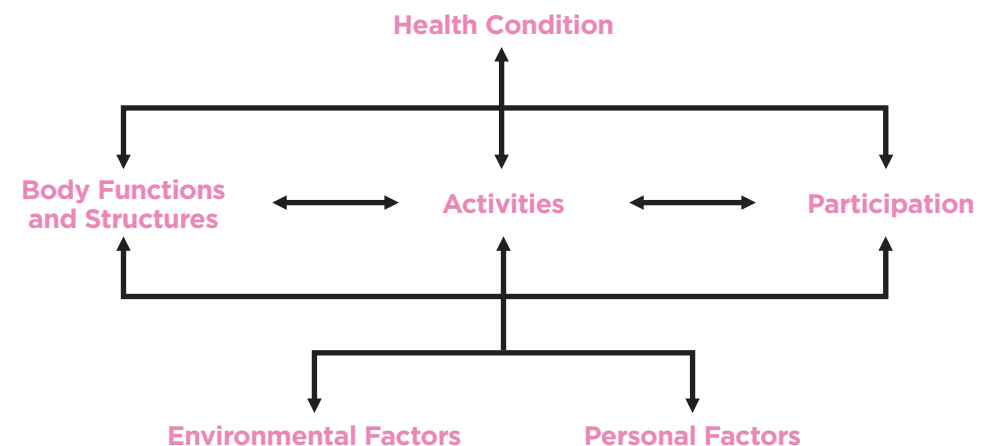 Health Condition
Body Functions
and Structures
Activities
Participation
Environmental Factors
Personal Factors